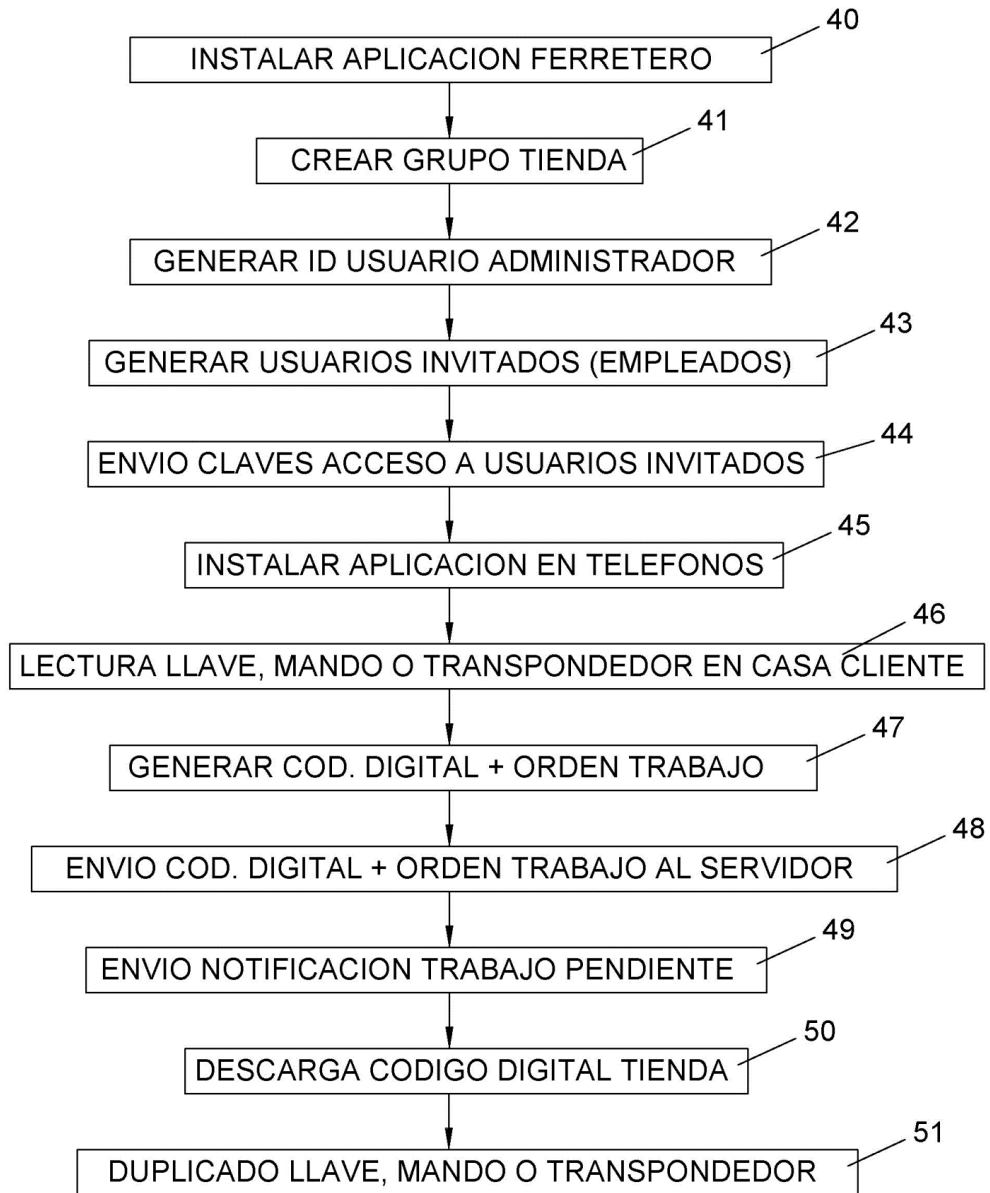 40
INSTALAR APLICACION FERRETERO
41
CREAR GRUPO TIENDA
42
GENERAR ID USUARIO ADMINISTRADOR
43
GENERAR USUARIOS INVITADOS (EMPLEADOS)
44
ENVIO CLAVES ACCESO A USUARIOS INVITADOS
45
INSTALAR APLICACION EN TELEFONOS
46
LECTURA LLAVE, MANDO O TRANSPONDEDOR EN CASA CLIENTE
47
GENERAR COD. DIGITAL + ORDEN TRABAJO
48
ENVIO COD. DIGITAL + ORDEN TRABAJO AL SERVIDOR
49
ENVIO NOTIFICACION TRABAJO PENDIENTE
50
DESCARGA CODIGO DIGITAL TIENDA
51
DUPLICADO LLAVE, MANDO O TRANSPONDEDOR